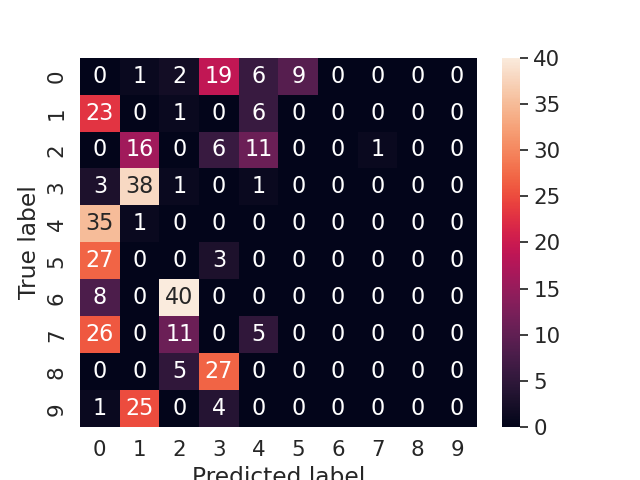 0 0 1 2 19 6 9 0 0 0 0
1 23 0 1 0 6 0 0 0 0 0
2 0 16 0 6 11 0 0 1 0 0
3 3 38 1 0 1 0 0 0 0 0
4 35 1 0 0 0 0 0 0 0 0
5 27 0 0 3 0 0 0 0 0 0
6 8 0 40 0 0 0 0 0 0 0
7 26 0 11 0 5 0 0 0 0 0
8 0 0 5 27 0 0 0 0 0 0
9 1 25 0 4 0 0 0 0 0 0
0 1 2 3 4 5 6 7 8 9
Predicted label
True label
40
35
30
25
20
15
10
5
0